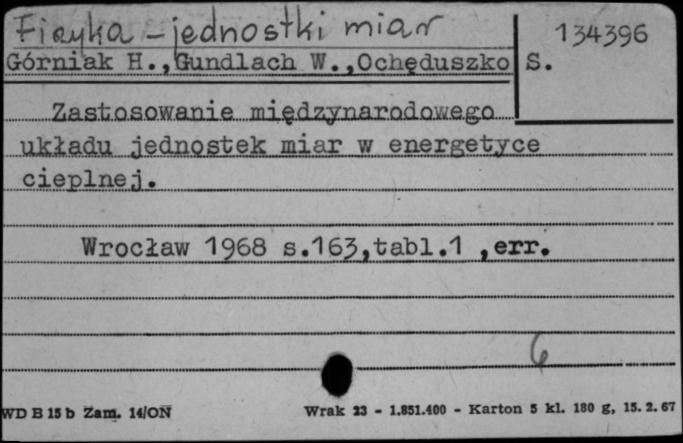 Fizyka - jednostki miar
134396
Górniak H.,Gundlach W.,Ochęduszko S.
Zastosowanie międzynarodowego
układu jednostek miar w energetyce
cieplnej.
Wrocław 1968 s.163,tabl.1 ,err.
6
WD B 15 b Zam. 14/ON
Wrak 23 - 1.851.400 - Karton 5 kl. 180 g, 15. 2. 67